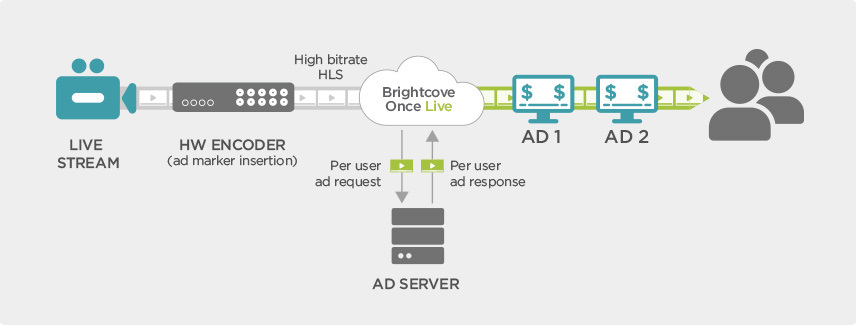 High bitrate
HLS
Brightcove
Once Live
$ $
$ $
LIVE
STREAM
HW ENCODER
(ad marker insertion)
AD 1
AD 2
Per user
ad request
Per user
ad response
AD SERVER